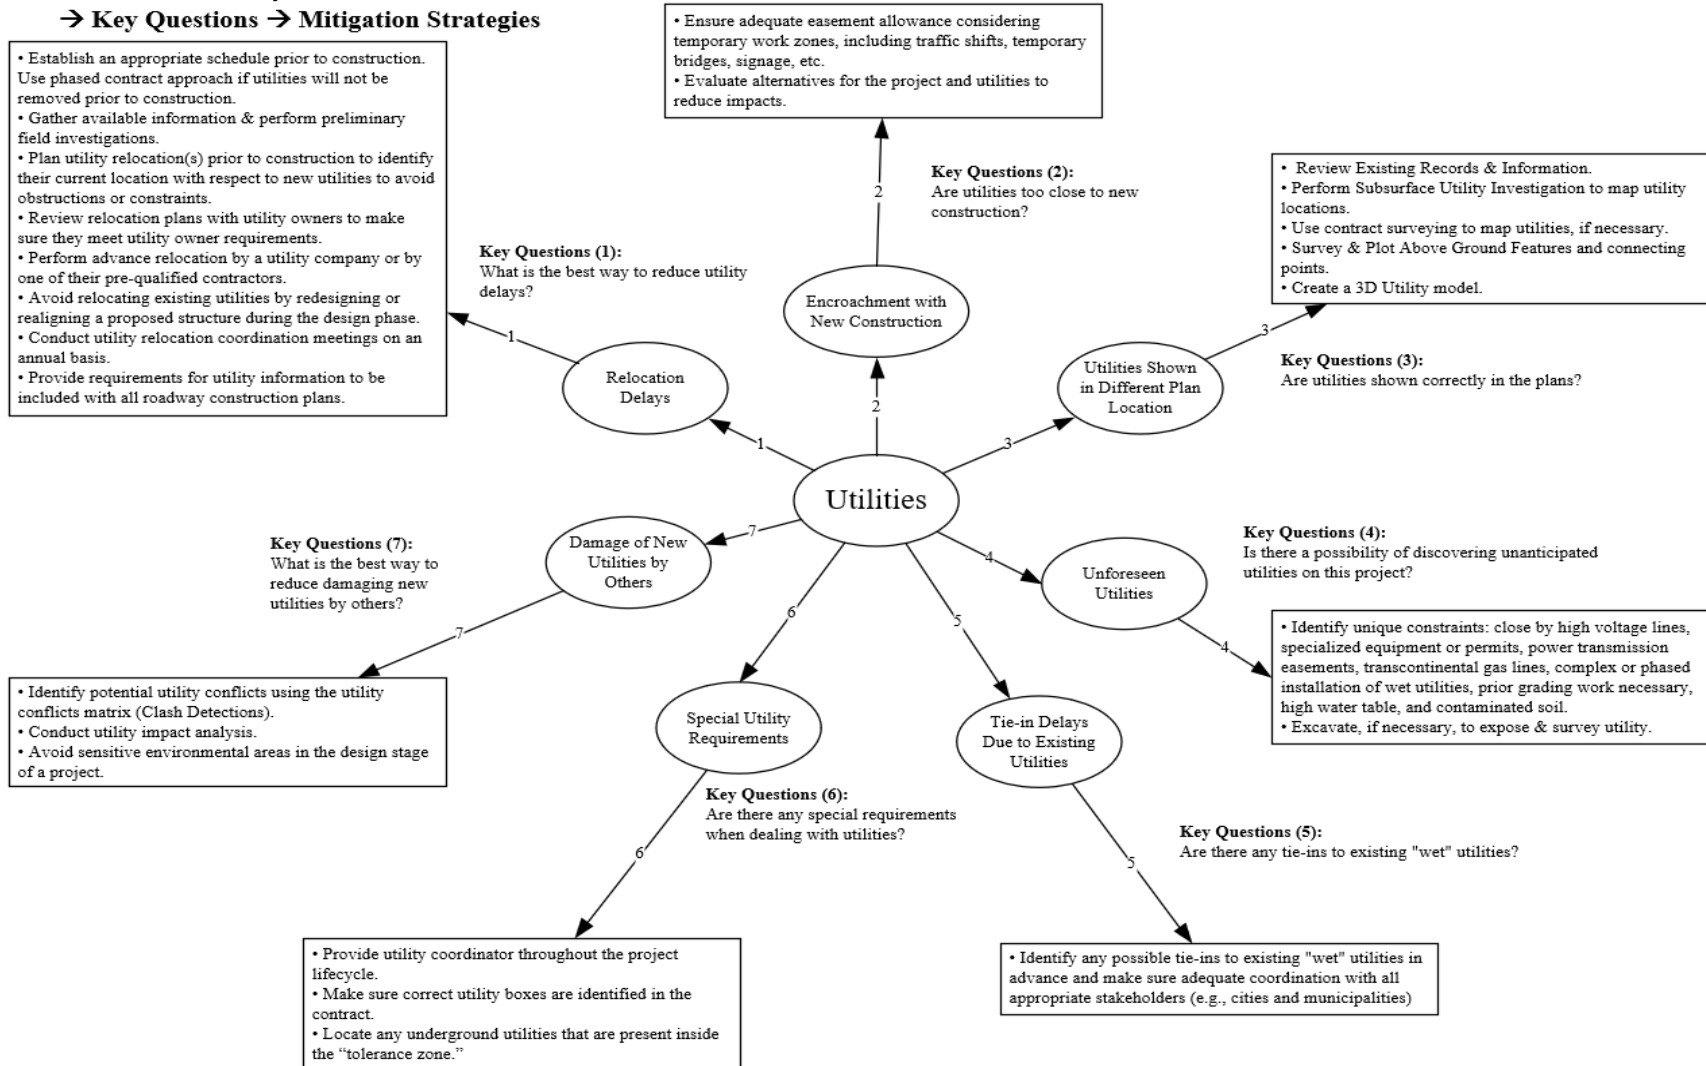 → Key Questions → Mitigation Strategies
• Establish an appropriate schedule prior to construction.
Use phased contract approach if utilities will not be
removed prior to construction.
• Gather available information & perform preliminary
field investigations.
• Plan utility relocation(s) prior to construction to identify
their current location with respect to new utilities to avoid
obstructions or constraints.
• Review relocation plans with utility owners to make
sure they meet utility owner requirements.
• Perform advance relocation by a utility company or by
one of their pre-qualified contractors.
• Avoid relocating existing utilities by redesigning or
realigning a proposed structure during the design phase.
• Conduct utility relocation coordination meetings on an
annual basis.
• Provide requirements for utility information to be
included with all roadway construction plans.
• Ensure adequate easement allowance considering
temporary work zones, including traffic shifts, temporary
bridges, signage, etc.
• Evaluate alternatives for the project and utilities to
reduce impacts.
Key Questions (2):
Are utilities too close to new
construction?
2
• Review Existing Records & Information.
• Perform Subsurface Utility Investigation to map utility
locations.
• Use contract surveying to map utilities, if necessary.
• Survey & Plot Above Ground Features and connecting
points.
• Create a 3D Utility model.
Key Questions (1):
What is the best way to reduce utility
delays?
1
Encroachment with
New Construction
3
Key Questions (3):
Are utilities shown correctly in the plans?
Relocation
Delays
2
Utilities Shown
in Different Plan
Location
1
3
Utilities
Key Questions (7):
What is the best way to
reduce damaging new
utilities by others?
Damage of New
Utilities by
Others
7
4
Unforeseen
Utilities
Key Questions (4):
Is there a possibility of discovering unanticipated
utilities on this project?
7
6
5
4
• Identify unique constraints: close by high voltage lines,
specialized equipment or permits, power transmission
easements, transcontinental gas lines, complex or phased
installation of wet utilities, prior grading work necessary,
high water table, and contaminated soil.
• Excavate, if necessary, to expose & survey utility.
• Identify potential utility conflicts using the utility
conflicts matrix (Clash Detections).
• Conduct utility impact analysis.
• Avoid sensitive environmental areas in the design stage
of a project.
Special Utility
Requirements
Tie-in Delays
Due to Existing
Utilities
Key Questions (6):
Are there any special requirements
when dealing with utilities?
6
5
Key Questions (5):
Are there any tie-ins to existing "wet" utilities?
• Provide utility coordinator throughout the project
lifecycle.
• Make sure correct utility boxes are identified in the
contract.
• Locate any underground utilities that are present inside
the “tolerance zone.”
• Identify any possible tie-ins to existing "wet" utilities in
advance and make sure adequate coordination with all
appropriate stakeholders (e.g., cities and municipalities)